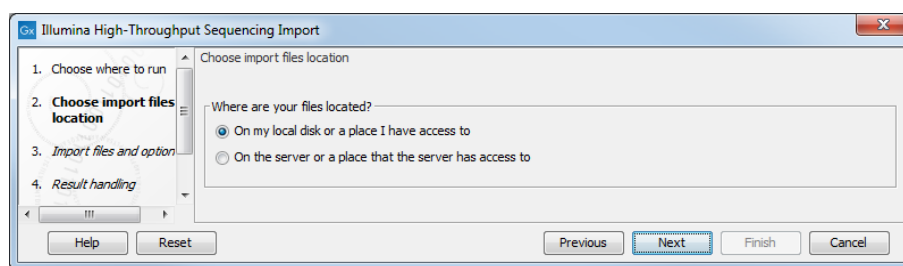 Gx Illumina High-Throughput Sequencing Import
1. Choose where to run
2. Choose import files
location
3. Import files and option
4. Result handling
Choose import files location
Where are your files located?
On my local disk or a place I have access to
On the server or a place that the server has access to
Help Reset Previous Next Finish Cancel